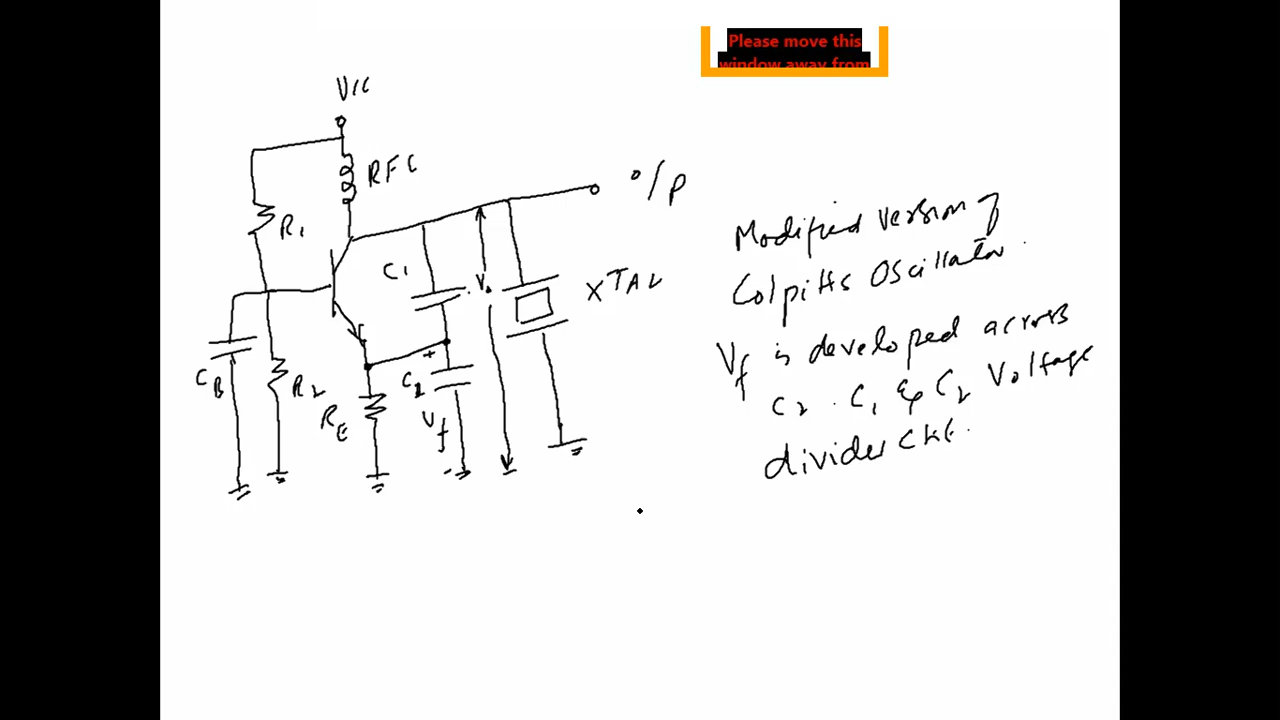 Please move this
window away from
VCC
RFC
R1
o/p
C1
Vo
XTAL
CB
R2
RE
+
C2
Vf
-
Modified version of
Colpitts Oscillator.
Vf is developed across
C2 . C1 & C2 Voltage
divider CKt.